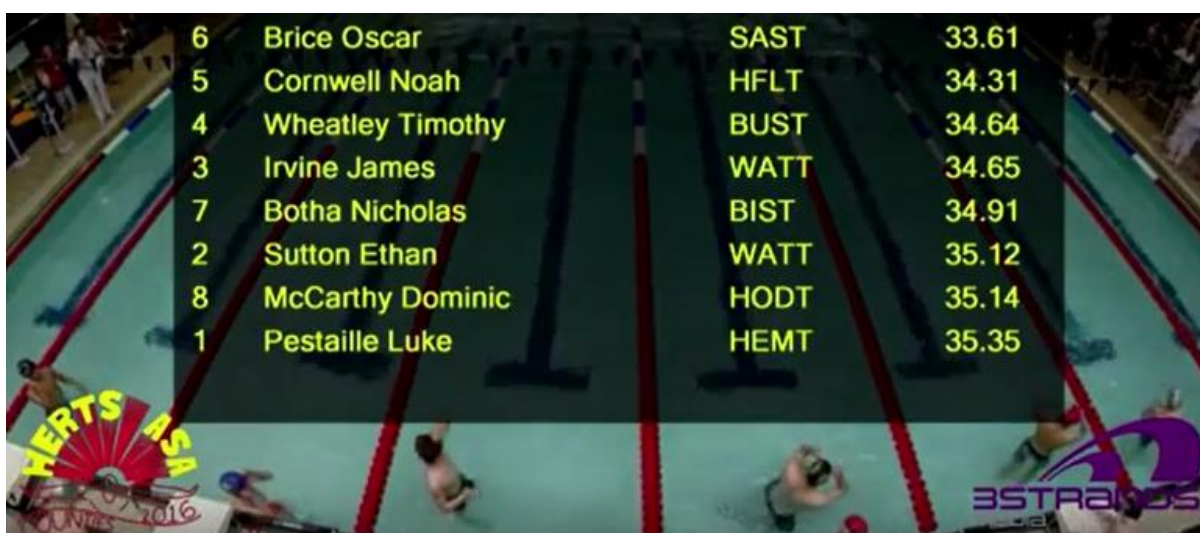 6 Brice Oscar SAST 33.61
5 Cornwell Noah HFLT 34.31
4 Wheatley Timothy BUST 34.64
3 Irvine James WATT 34.65
7 Botha Nicholas BIST 34.91
2 Sutton Ethan WATT 35.12
8 McCarthy Dominic HODT 35.14
1 Pestaille Luke HEMT 35.35
HERTS ASA
2016
3STRANDS